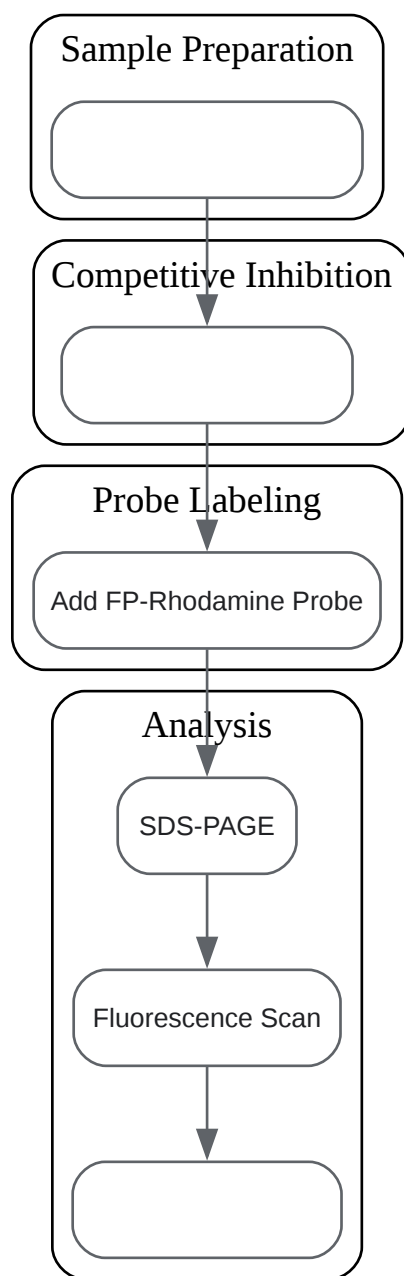 Sample Preparation
Competitive Inhibition
Probe Labeling
Add FP-Rhodamine Probe
Analysis
SDS-PAGE
Fluorescence Scan